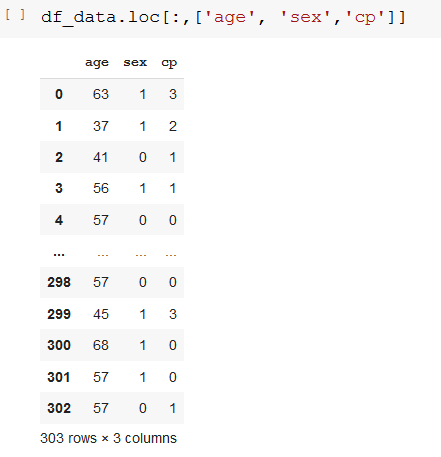 [ ] df_data.loc[:,['age', 'sex','cp']]
age sex cp
0 63 1 3
1 37 1 2
2 41 0 1
3 56 1 1
4 57 0 0
... ... ... ...
298 57 0 0
299 45 1 3
300 68 1 0
301 57 1 0
302 57 0 1
303 rows × 3 columns